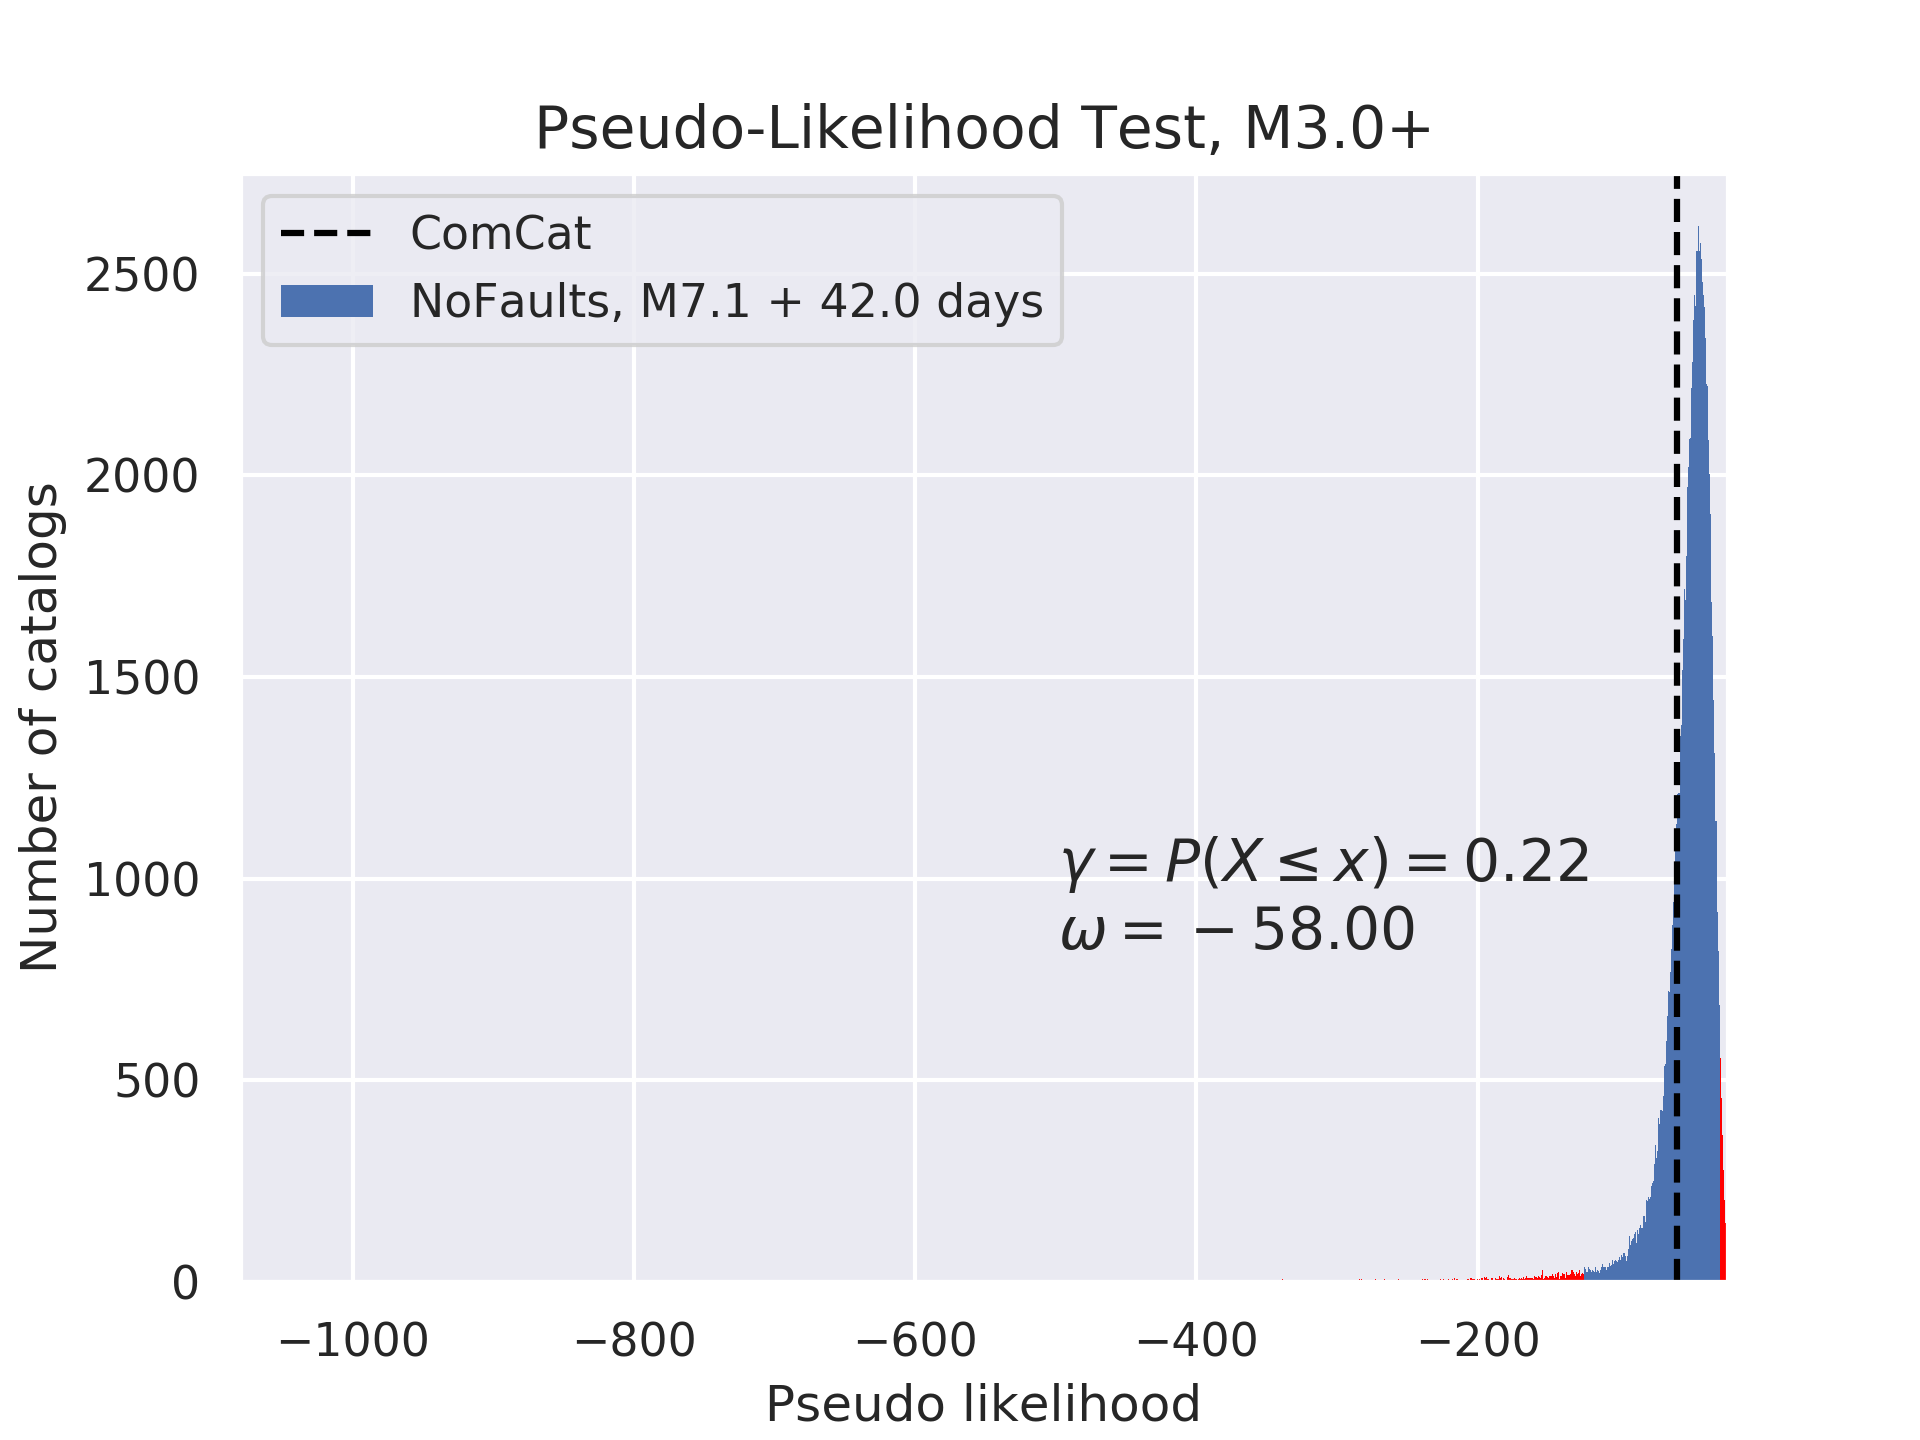 Pseudo-Likelihood Test, M3.0+
ComCat
NoFaults, M7.1 + 42.0 days
Number of catalogs
2500
2000
1500
1000
500
0
γ = P(X ≤ x) = 0.22
ω = − 58.00
−1000 −800 −600 −400 −200
Pseudo likelihood